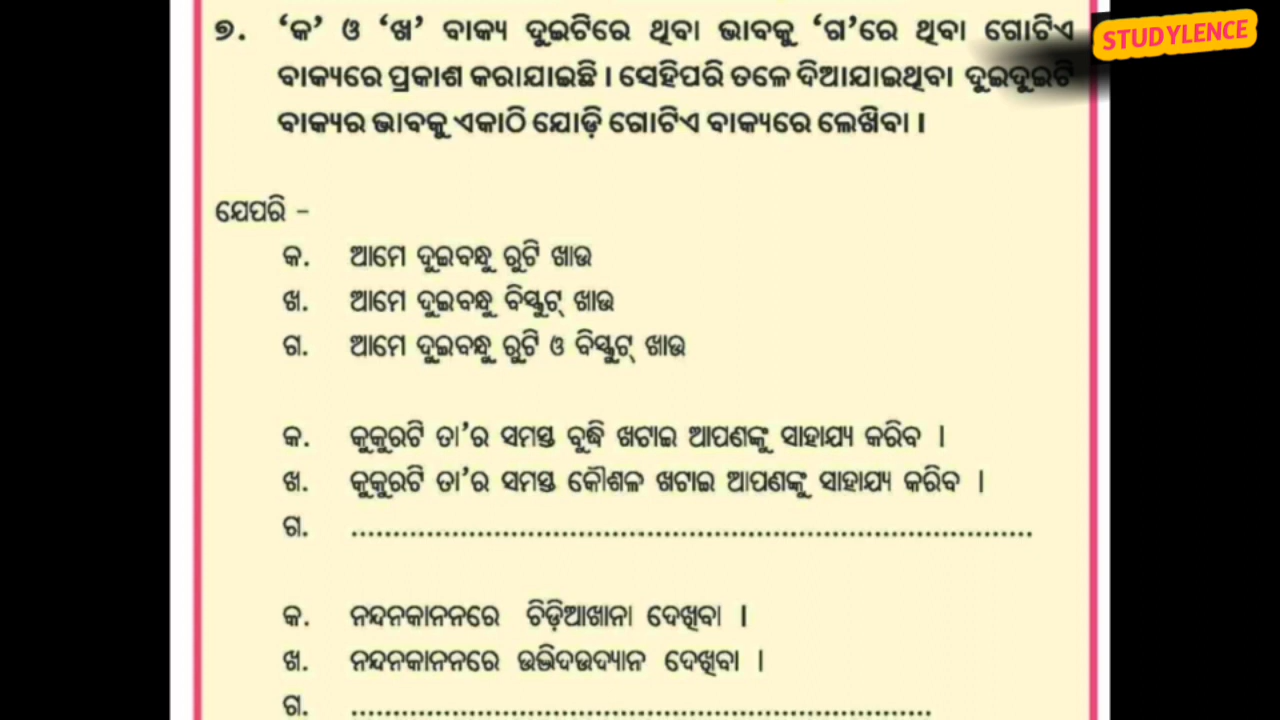 ୭. ‘କ’ ଓ ‘ଖ’ ବାକ୍ୟ ଦୁଇଟିରେ ଥିବା ଭାବକୁ ‘ଗ’ରେ ଥିବା ଗୋଟିଏ
STUDYLENCE
ବାକ୍ୟରେ ପ୍ରକାଶ କରାଯାଇଛି । ସେହିପରି ତଳେ ଦିଆଯାଇଥିବା ଦୁଇଦୁଇଟି
ବାକ୍ୟର ଭାବକୁ ଏକାଠି ଯୋଡ଼ି ଗୋଟିଏ ବାକ୍ୟରେ ଲେଖିବା ।
ଯେପରି –
କ. ଆମେ ଦୁଇବନ୍ଧୁ ରୁଟି ଖାଉ
ଖ. ଆମେ ଦୁଇବନ୍ଧୁ ବିସ୍କୁଟ୍ ଖାଉ
ଗ. ଆମେ ଦୁଇବନ୍ଧୁ ରୁଟି ଓ ବିସ୍କୁଟ୍ ଖାଉ
କ. କୁକୁରଟି ତା’ର ସମସ୍ତ ବୁଦ୍ଧି ଖଟାଇ ଆପଣଙ୍କୁ ସାହାଯ୍ୟ କରିବ ।
ଖ. କୁକୁରଟି ତା’ର ସମସ୍ତ କୌଶଳ ଖଟାଇ ଆପଣଙ୍କୁ ସାହାଯ୍ୟ କରିବ ।
ଗ. ................................................................................
କ. ନନ୍ଦନକାନନରେ ଚିଡ଼ିଆଖାନା ଦେଖିବା ।
ଖ. ନନ୍ଦନକାନନରେ ଉଦ୍ଭିଦଉଦ୍ୟାନ ଦେଖିବା ।
ଗ. ....................................................................